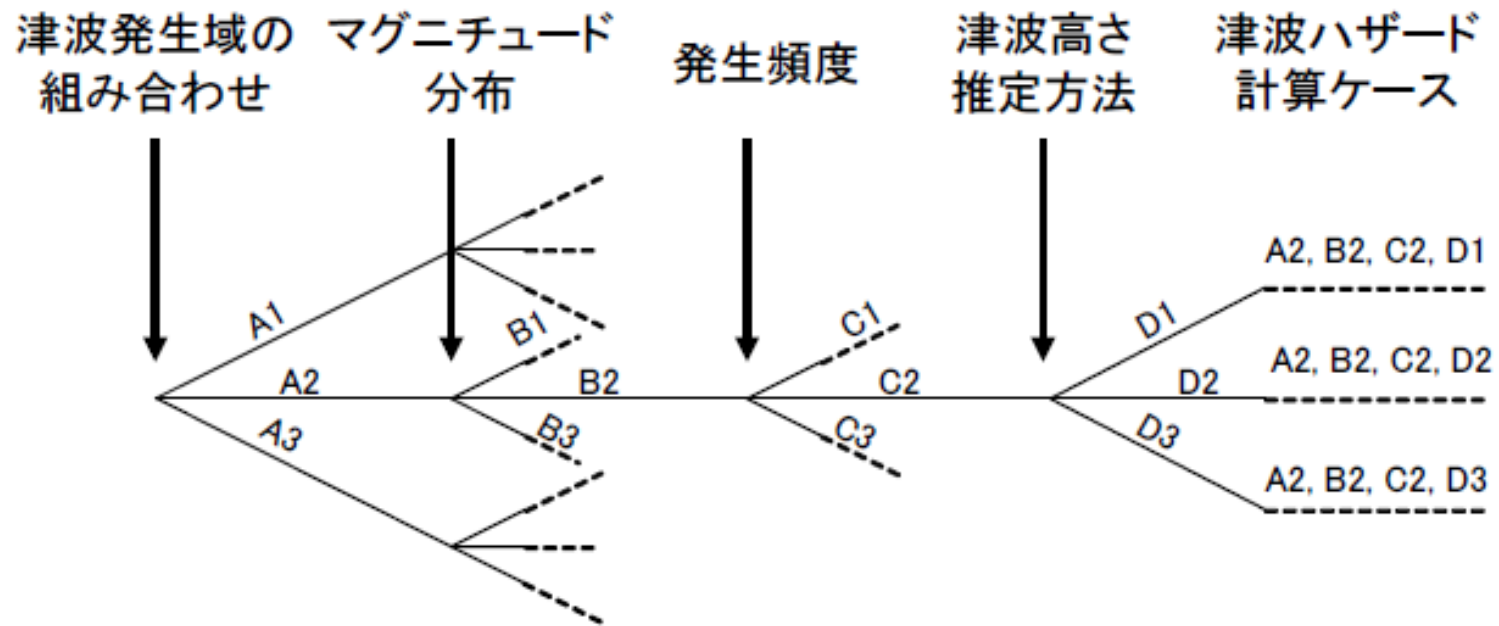 津波発生域の
組み合わせ
マグニチュード
分布
発生頻度
津波高さ
推定方法
津波ハザード
計算ケース
A1
A2
A3
B1
B2
B3
C1
C2
C3
D1
D2
D3
A2, B2, C2, D1
A2, B2, C2, D2
A2, B2, C2, D3